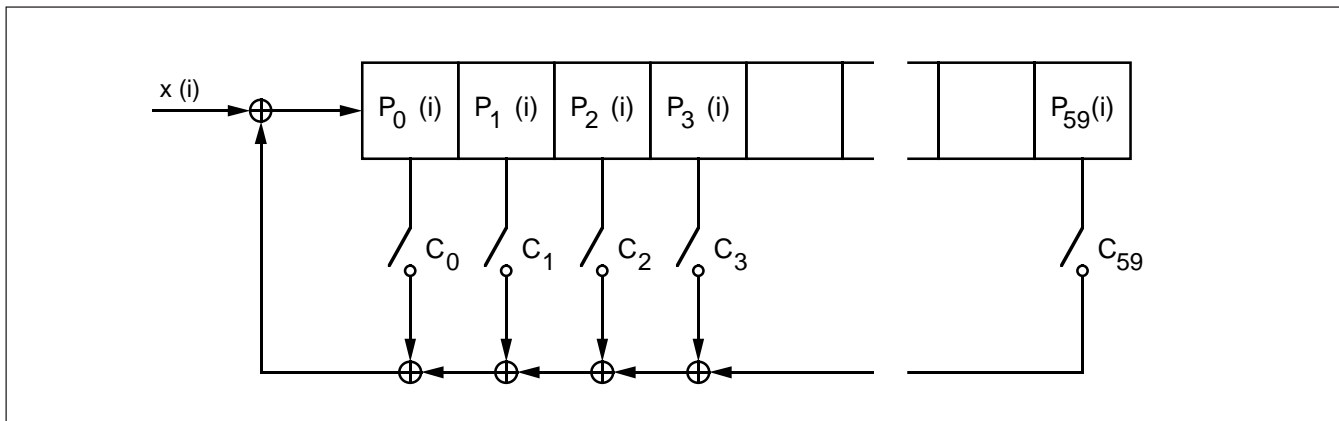 x (i)
P0 (i) P1 (i) P2 (i) P3 (i) P59(i)
C0 C1 C2 C3 C59